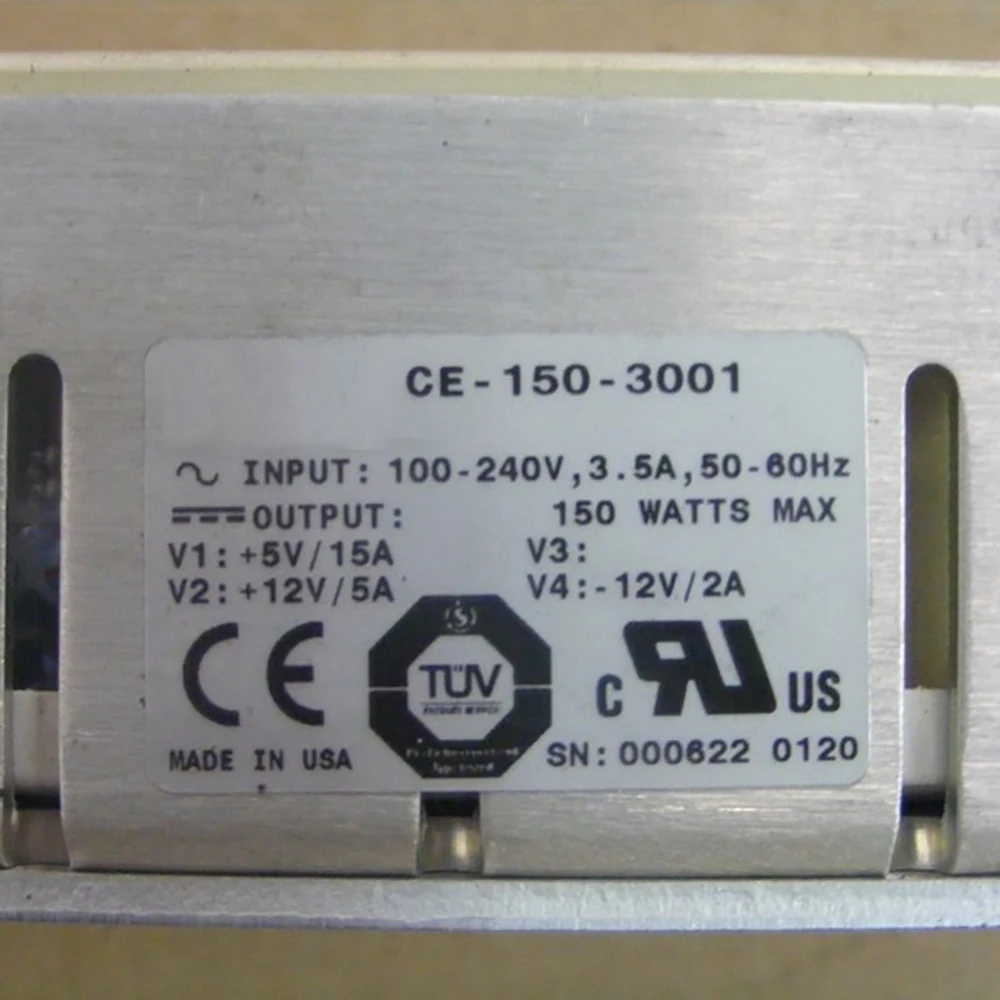 CE-150-3001
∿ INPUT: 100-240V,3.5A,50-60Hz
OUTPUT: 150 WATTS MAX
V1:+5V/15A V3:
V2:+12V/5A V4:-12V/2A
CE TÜV c RU US
MADE IN USA SN:000622 0120